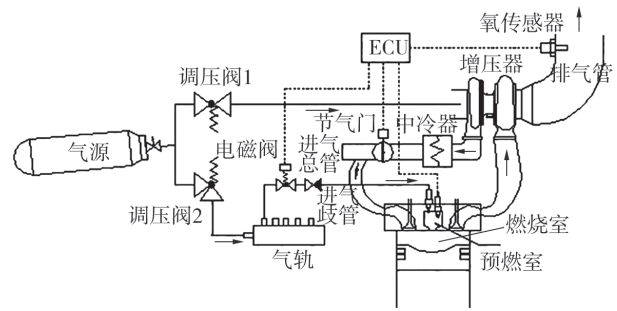 氧传感器
ECU
增压器
调压阀1
排气管
节气门
中冷器
气源
电磁阀
进气
总管
进气
歧管
调压阀2
燃烧室
气轨
预燃室